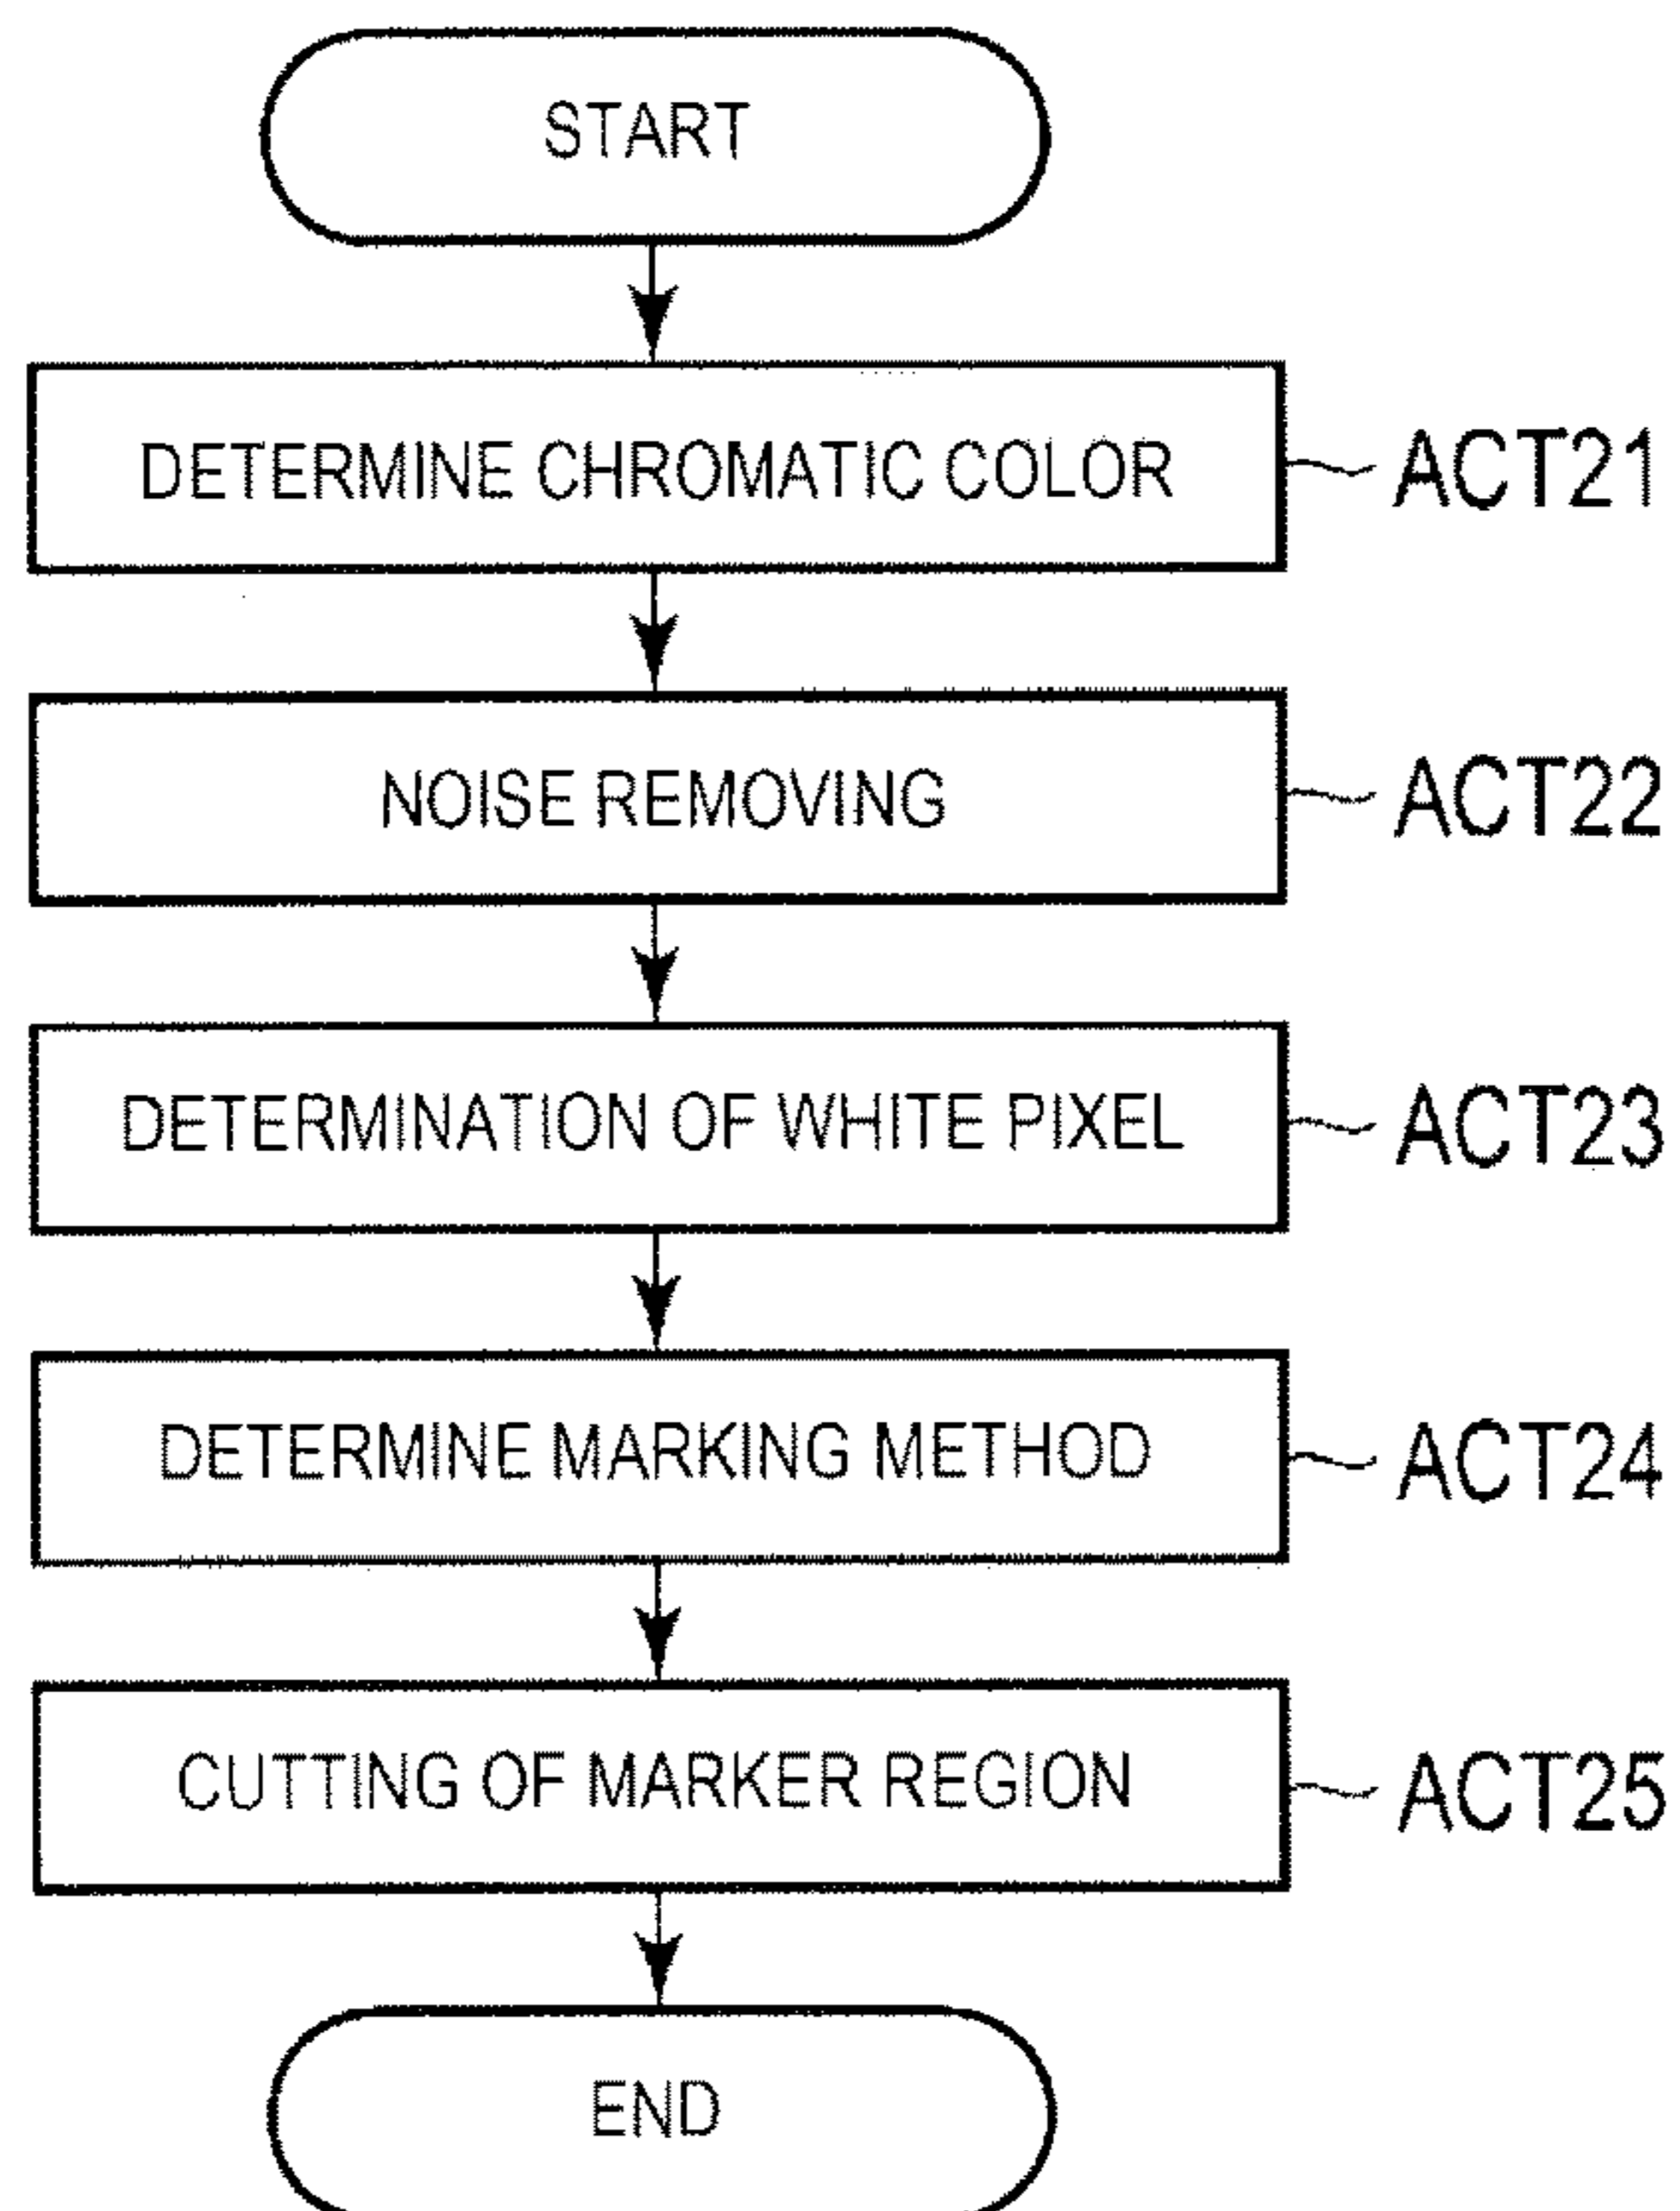 START
DETERMINE CHROMATIC COLOR
ACT21
NOISE REMOVING
ACT22
DETERMINATION OF WHITE PIXEL
ACT23
DETERMINE MARKING METHOD
ACT24
CUTTING OF MARKER REGION
ACT25
END